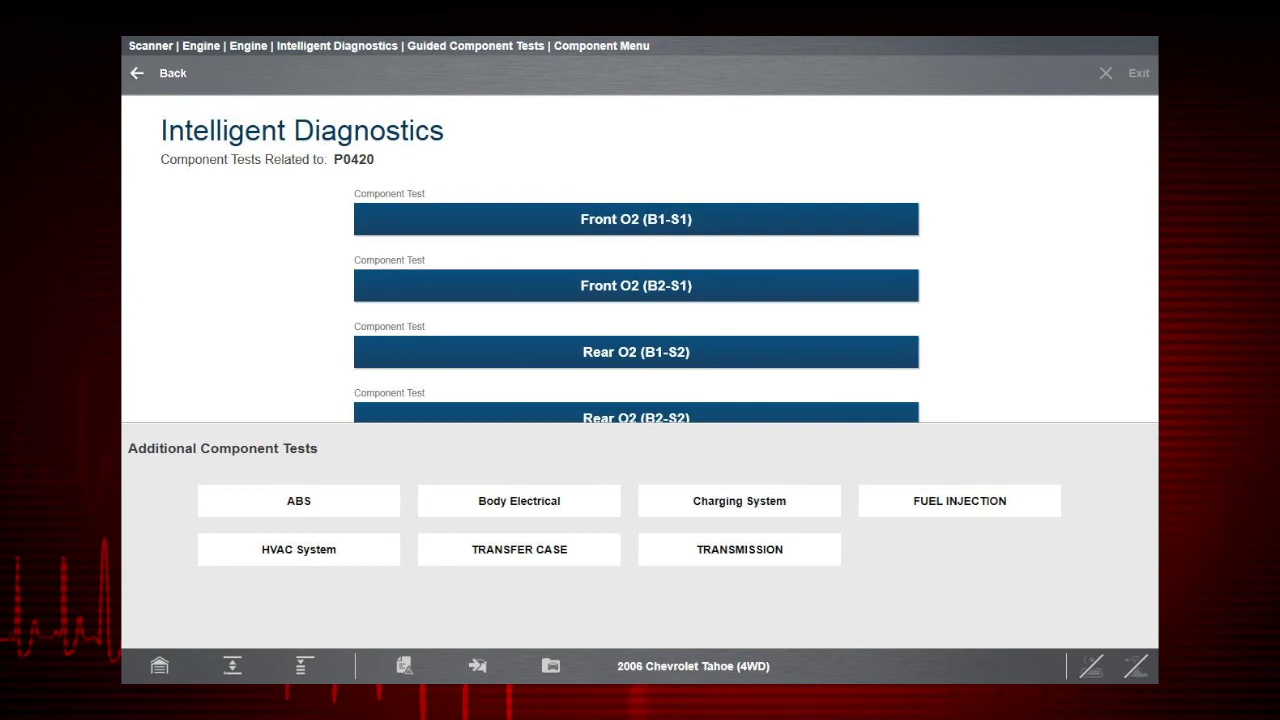 Scanner | Engine | Engine | Intelligent Diagnostics | Guided Component Tests | Component Menu
Back
Exit
Intelligent Diagnostics
Component Tests Related to: P0420
Component Test
Front O2 (B1-S1)
Component Test
Front O2 (B2-S1)
Component Test
Rear O2 (B1-S2)
Component Test
Rear O2 (B2-S2)
Additional Component Tests
ABS
Body Electrical
Charging System
FUEL INJECTION
HVAC System
TRANSFER CASE
TRANSMISSION
2006 Chevrolet Tahoe (4WD)